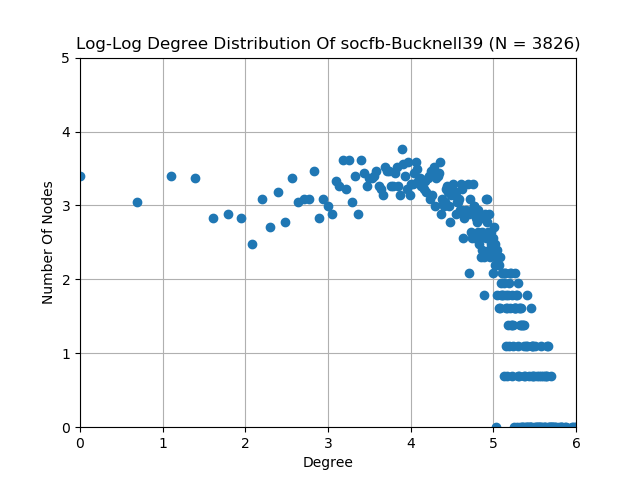 Log-Log Degree Distribution Of socfb-Bucknell39 (N = 3826)
5
4
3
2
1
0
Number Of Nodes
0 1 2 3 4 5 6
Degree